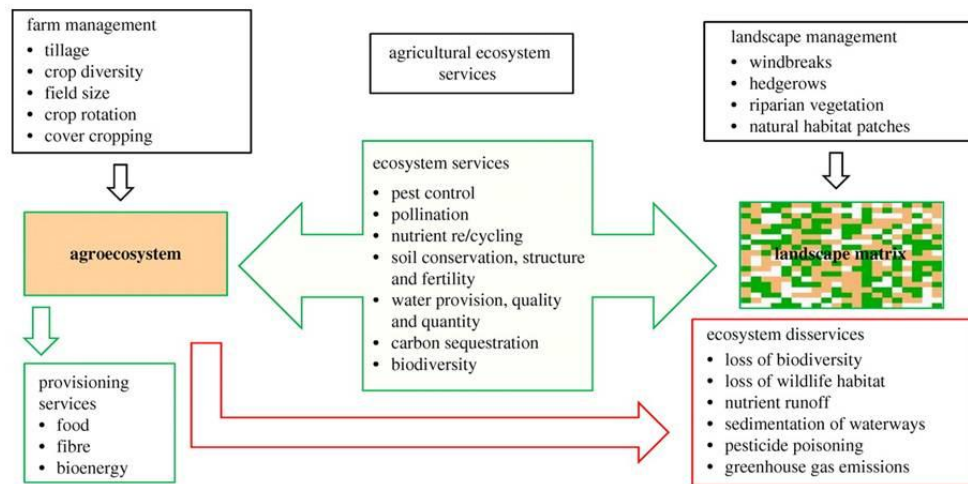 farm management
• tillage
• crop diversity
• field size
• crop rotation
• cover cropping
agricultural ecosystem
services
landscape management
• windbreaks
• hedgerows
• riparian vegetation
• natural habitat patches
agroecosystem
ecosystem services
• pest control
• pollination
• nutrient re/cycling
• soil conservation, structure
and fertility
• water provision, quality
and quantity
• carbon sequestration
• biodiversity
landscape matrix
provisioning
services
• food
• fibre
• bioenergy
ecosystem disservices
• loss of biodiversity
• loss of wildlife habitat
• nutrient runoff
• sedimentation of waterways
• pesticide poisoning
• greenhouse gas emissions